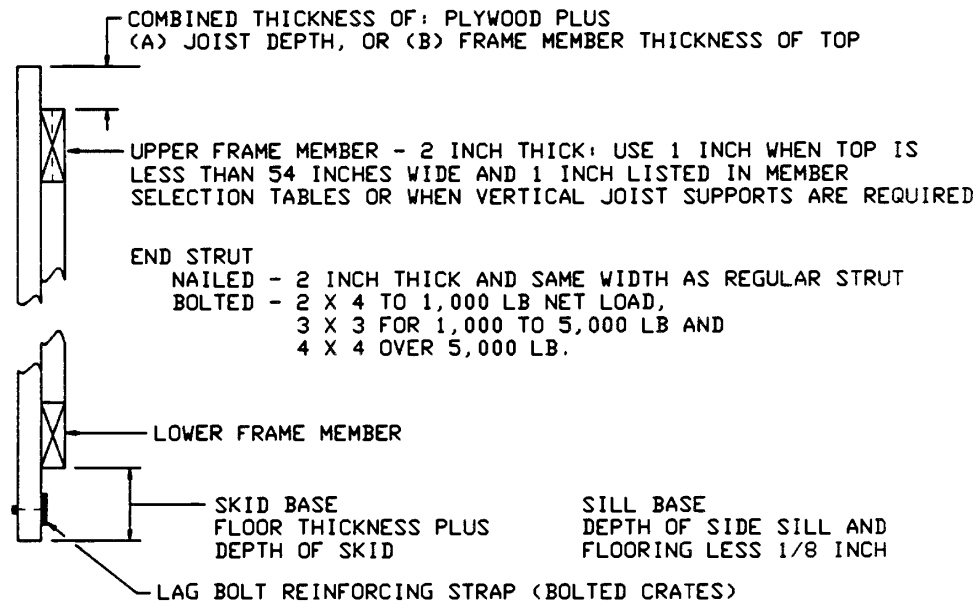 COMBINED THICKNESS OF: PLYWOOD PLUS
(A) JOIST DEPTH, OR (B) FRAME MEMBER THICKNESS OF TOP
UPPER FRAME MEMBER - 2 INCH THICK: USE 1 INCH WHEN TOP IS
LESS THAN 54 INCHES WIDE AND 1 INCH LISTED IN MEMBER
SELECTION TABLES OR WHEN VERTICAL JOIST SUPPORTS ARE REQUIRED
END STRUT
NAILED - 2 INCH THICK AND SAME WIDTH AS REGULAR STRUT
BOLTED - 2 X 4 TO 1,000 LB NET LOAD,
3 X 3 FOR 1,000 TO 5,000 LB AND
4 X 4 OVER 5,000 LB.
LOWER FRAME MEMBER
SKID BASE
FLOOR THICKNESS PLUS
DEPTH OF SKID
SILL BASE
DEPTH OF SIDE SILL AND
FLOORING LESS 1/8 INCH
LAG BOLT REINFORCING STRAP (BOLTED CRATES)